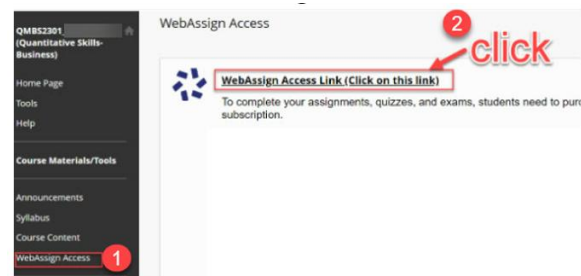 QMBS2301_
(Quantitative Skills-
Business)
Home Page
Tools
Help
Course Materials/Tools
Announcements
Syllabus
Course Content
WebAssign Access
1
WebAssign Access
2
click
WebAssign Access Link (Click on this link)
To complete your assignments, quizzes, and exams, students need to pur
subscription.